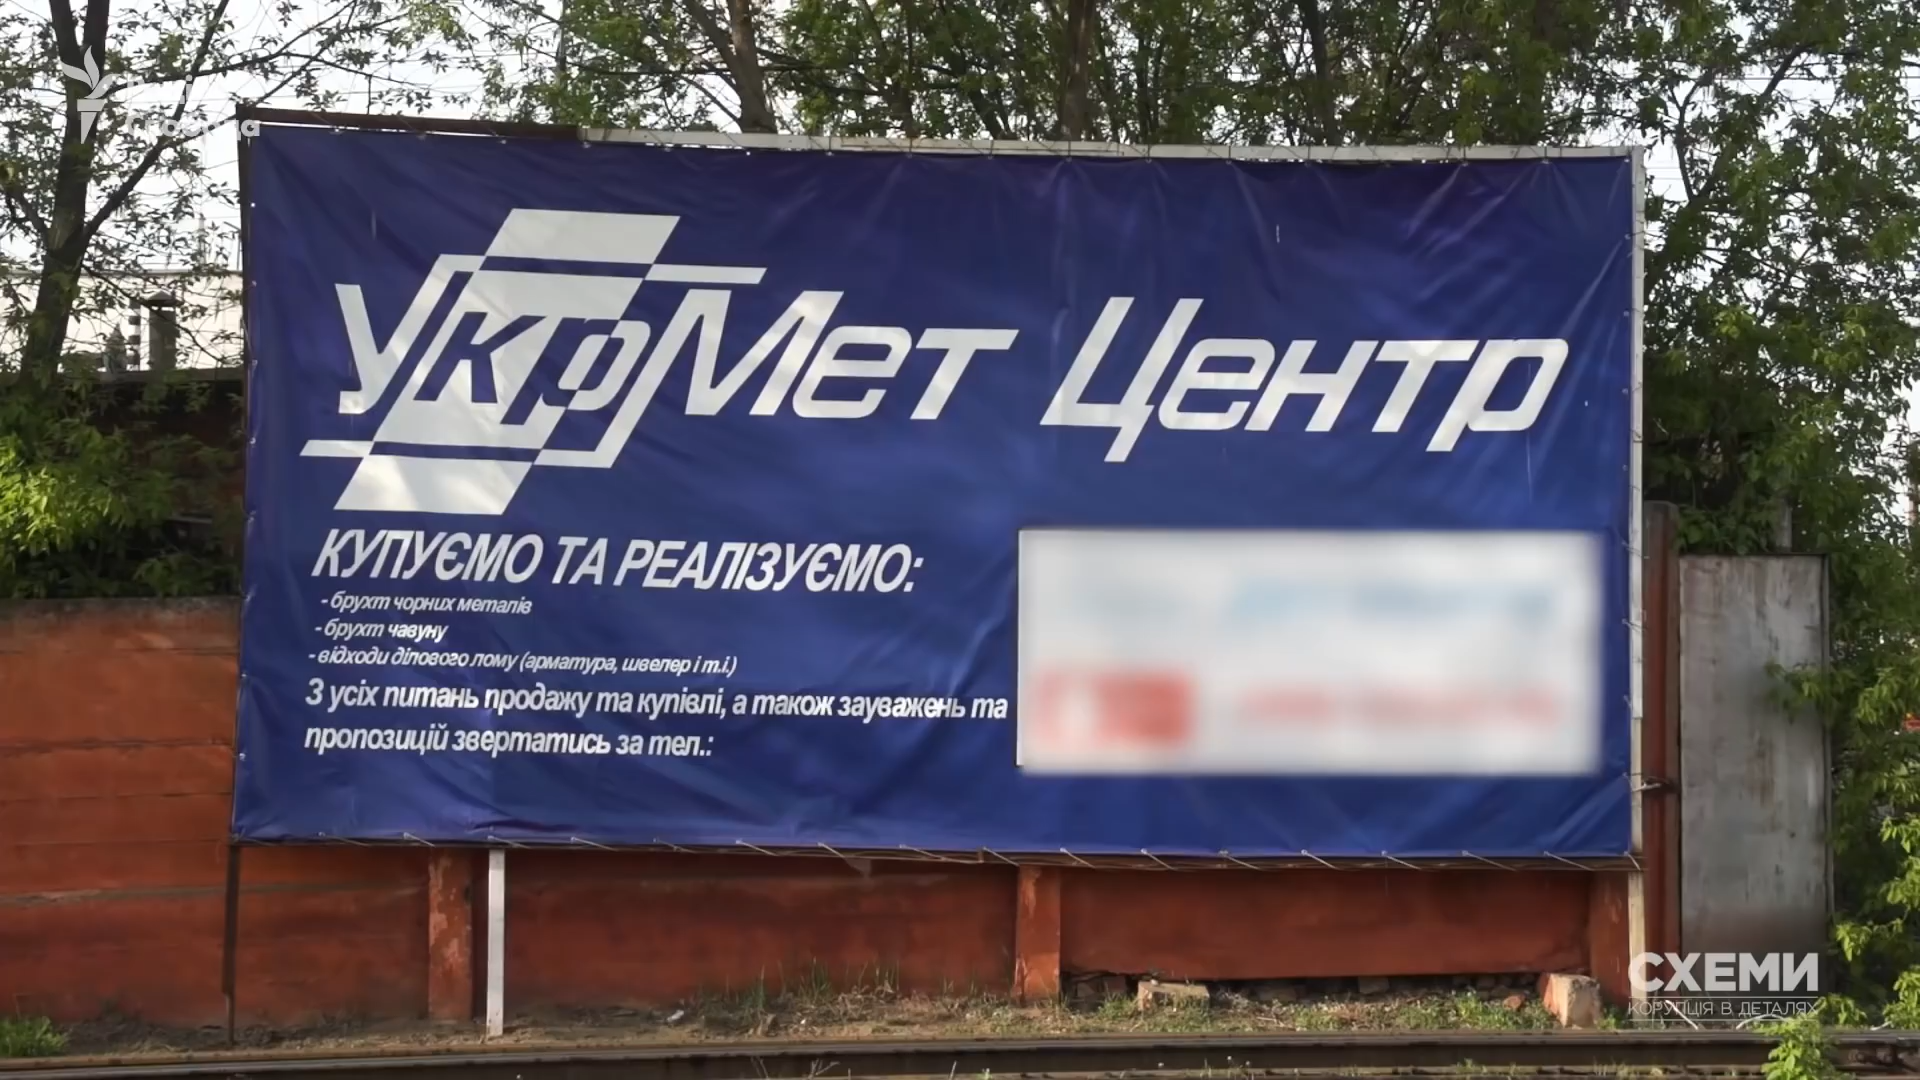 УкрМет Центр
КУПУЄМО ТА РЕАЛІЗУЄМО:
- брухт чорних металів
- брухт чавуну
- відходи ділового лому (арматура, швелер і т.і.)
З усіх питань продажу та купівлі, а також зауважень та
пропозицій звертатись за тел.:
СХЕМИ
КОРУПЦІЯ В ДЕТАЛЯХ